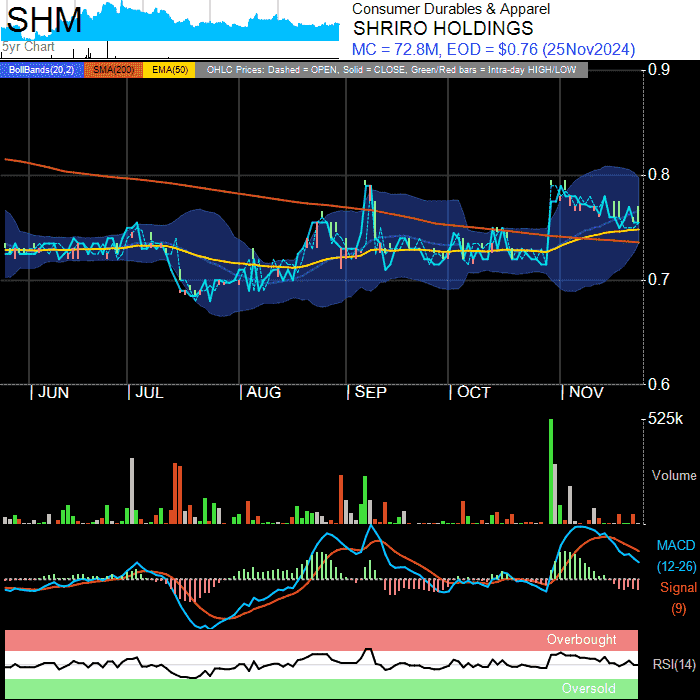 SHM
5yr Chart
Consumer Durables & Apparel
SHRIRO HOLDINGS
MC = 72.8M, EOD = $0.76 (25Nov2024)
BollBands(20,2) SMA(200) EMA(50) OHLC Prices: Dashed = OPEN, Solid = CLOSE, Green/Red bars = Intra-day HIGH/LOW
0.9
0.8
0.7
0.6
| JUN | JUL | AUG | SEP | OCT | NOV
525k
Volume
MACD
(12-26)
Signal
(9)
Overbought
RSI(14)
Oversold